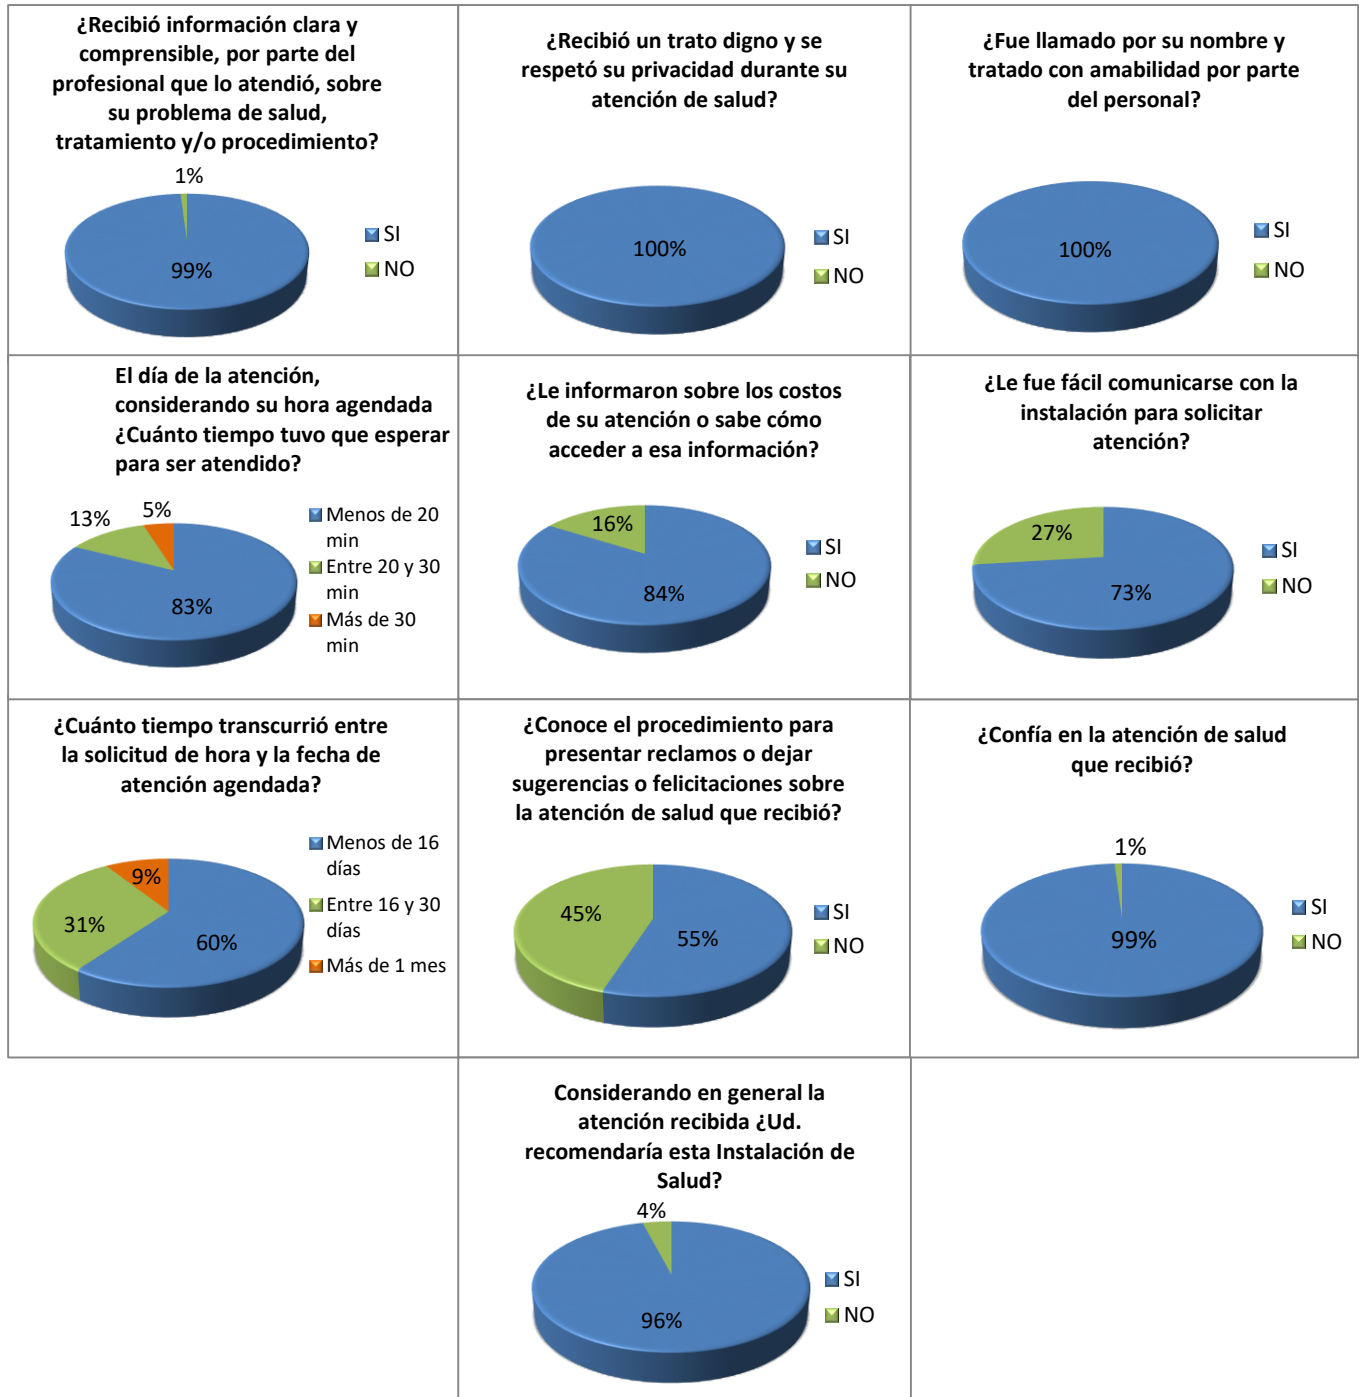 ¿Recibió información clara y
comprensible, por parte del
profesional que lo atendió, sobre
su problema de salud,
tratamiento y/o procedimiento?
1%
99%
SI
NO
¿Recibió un trato digno y se
respetó su privacidad durante su
atención de salud?
100%
SI
NO
¿Fue llamado por su nombre y
tratado con amabilidad por parte
del personal?
100%
SI
NO
El día de la atención,
considerando su hora agendada
¿Cuánto tiempo tuvo que esperar
para ser atendido?
13%
5%
83%
Menos de 20
min
Entre 20 y 30
min
Más de 30
min
¿Le informaron sobre los costos
de su atención o sabe cómo
acceder a esa información?
16%
84%
SI
NO
¿Le fue fácil comunicarse con la
instalación para solicitar
atención?
27%
73%
SI
NO
¿Cuánto tiempo transcurrió entre
la solicitud de hora y la fecha de
atención agendada?
9%
31%
60%
Menos de 16
días
Entre 16 y 30
días
Más de 1 mes
¿Conoce el procedimiento para
presentar reclamos o dejar
sugerencias o felicitaciones sobre
la atención de salud que recibió?
45%
55%
SI
NO
¿Confía en la atención de salud
que recibió?
1%
99%
SI
NO
Considerando en general la
atención recibida ¿Ud.
recomendaría esta Instalación de
Salud?
4%
96%
SI
NO